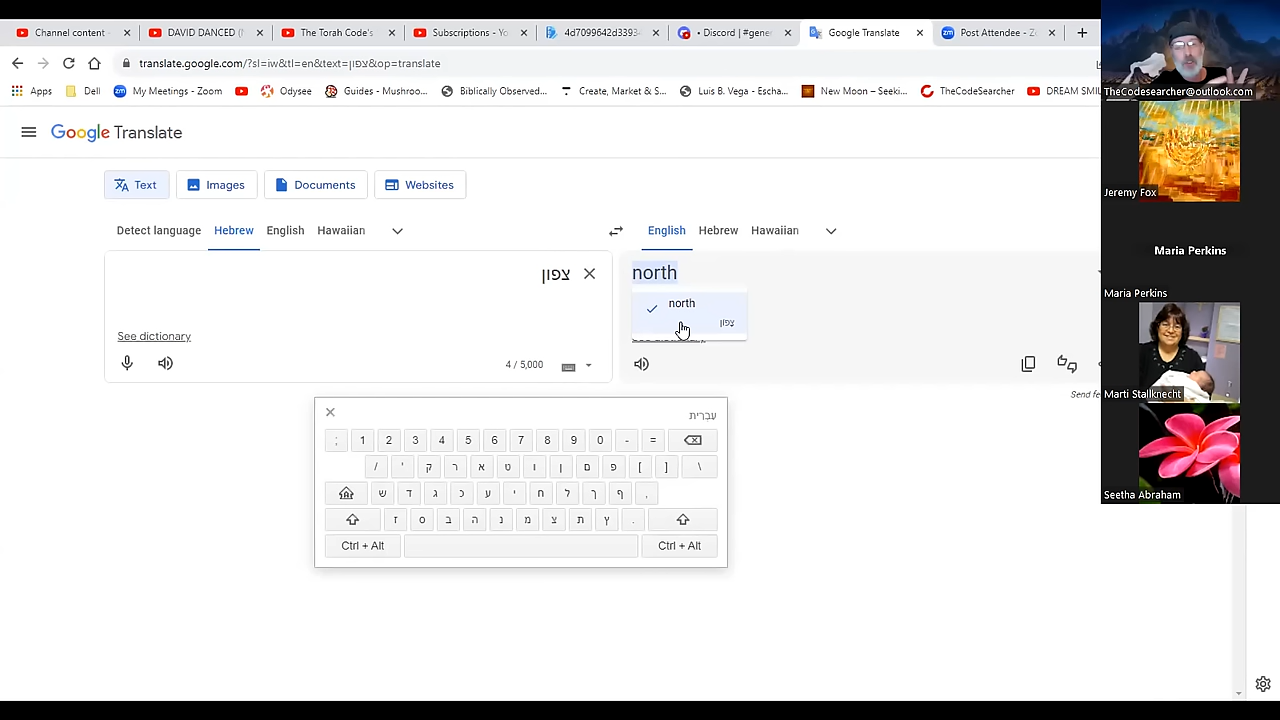 Channel content -
DAVID DANCED (
The Torah Code's
Subscriptions - Yo
4d7099642d3393
• Discord | #gene
Google Translate
Post Attendee - Z
translate.google.com/?sl=iw&tl=en&text=צפון&op=translate
Apps
Dell
My Meetings - Zoom
Odysee
Guides - Mushroo...
Biblically Observed...
Create, Market & S...
Luis B. Vega - Escha...
New Moon – Seeki...
TheCodesearcher
DREAM SMIL
Google Translate
Text
Images
Documents
Websites
Detect language
Hebrew
English
Hawaiian
English
Hebrew
Hawaiian
צפון
north
north
צָפוֹן
See dictionary
4 / 5,000
Send fe
עברית
; 1 2 3 4 5 6 7 8 9 0 - =
/ ' ק ר א ט ו ן ם פ [ ] \
ש ד ג כ ע י ח ל ך ף ,
ז ס ב ה נ מ צ ת ץ .
Ctrl + Alt
Ctrl + Alt
TheCodesearcher@outlook.com
Jeremy Fox
Maria Perkins
Maria Perkins
Marti Stallknecht
Seetha Abraham